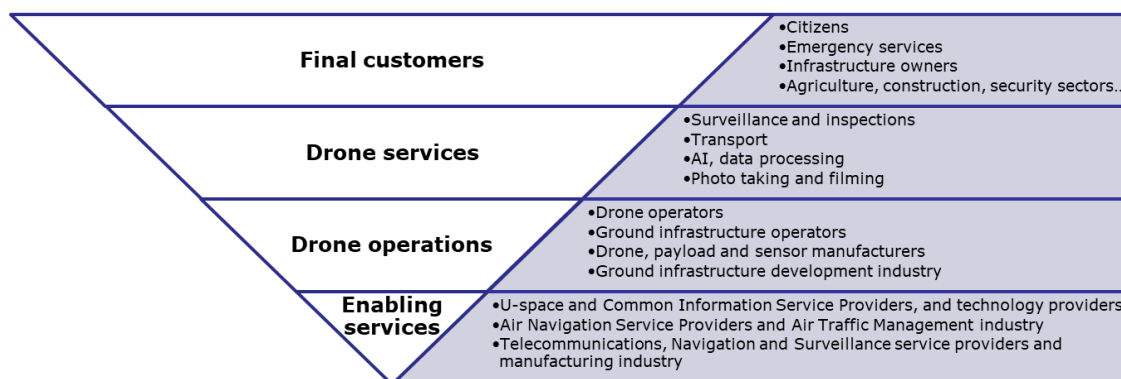 Final customers
•Citizens
•Emergency services
•Infrastructure owners
•Agriculture, construction, security sectors...
Drone services
•Surveillance and inspections
•Transport
•AI, data processing
•Photo taking and filming
Drone operations
•Drone operators
•Ground infrastructure operators
•Drone, payload and sensor manufacturers
•Ground infrastructure development industry
Enabling
services
•U-space and Common Information Service Providers, and technology providers
•Air Navigation Service Providers and Air Traffic Management industry
•Telecommunications, Navigation and Surveillance service providers and
manufacturing industry